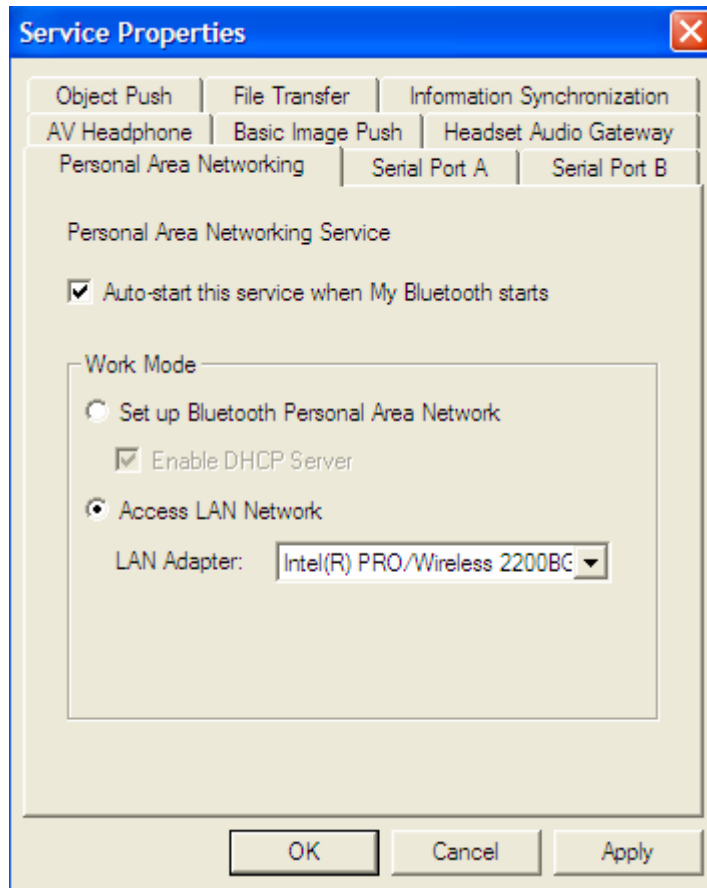 Service Properties
Object Push File Transfer Information Synchronization
AV Headphone Basic Image Push Headset Audio Gateway
Personal Area Networking Serial Port A Serial Port B
Personal Area Networking Service
Auto-start this service when My Bluetooth starts
Work Mode
Set up Bluetooth Personal Area Network
Enable DHCP Server
Access LAN Network
LAN Adapter: Intel(R) PRO/Wireless 2200BG
OK Cancel Apply